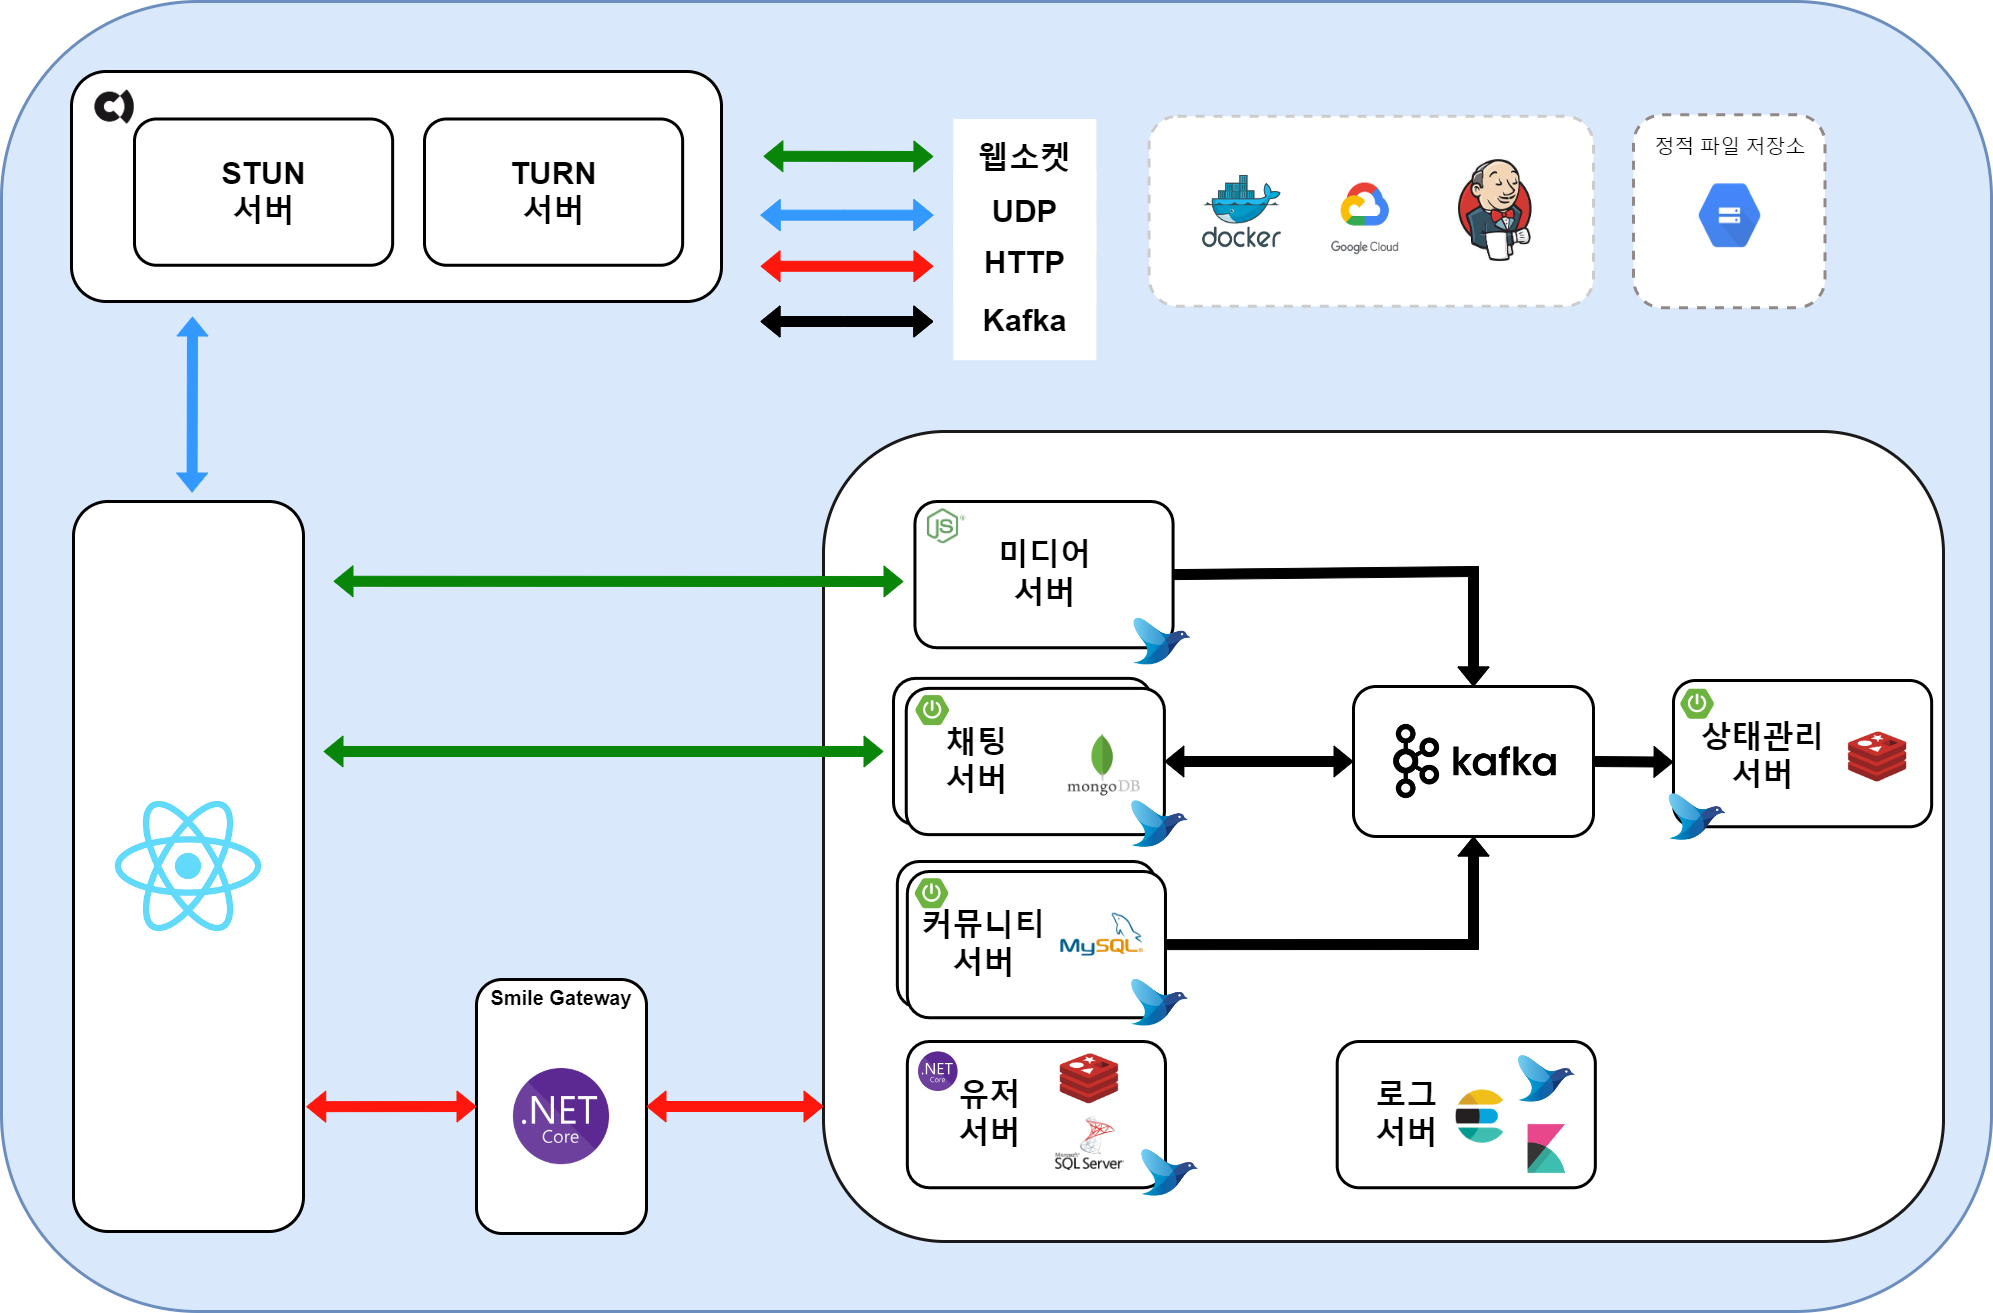 STUN
서버
TURN
서버
웹소켓
UDP
HTTP
Kafka
docker
Google Cloud
정적 파일 저장소
JS
미디어
서버
채팅
서버
mongoDB
kafka
상태관리
서버
커뮤니티
서버
MySQL
Smile Gateway
.NET
Core
.NET
Core
유저
서버
Microsoft
SQL Server
로그
서버